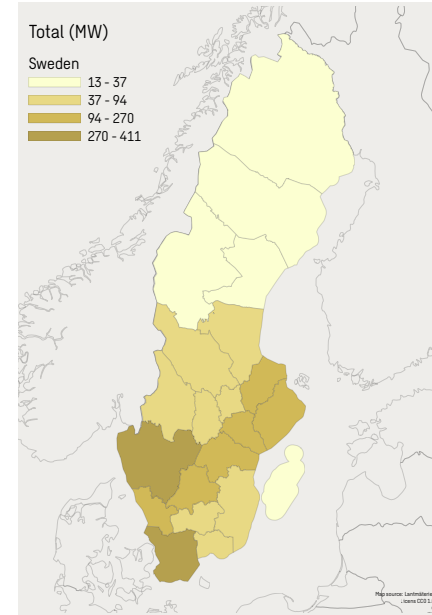 Total (MW)
Sweden
13 - 37
37 - 94
94 - 270
270 - 411
Map source: Lantmäteriet